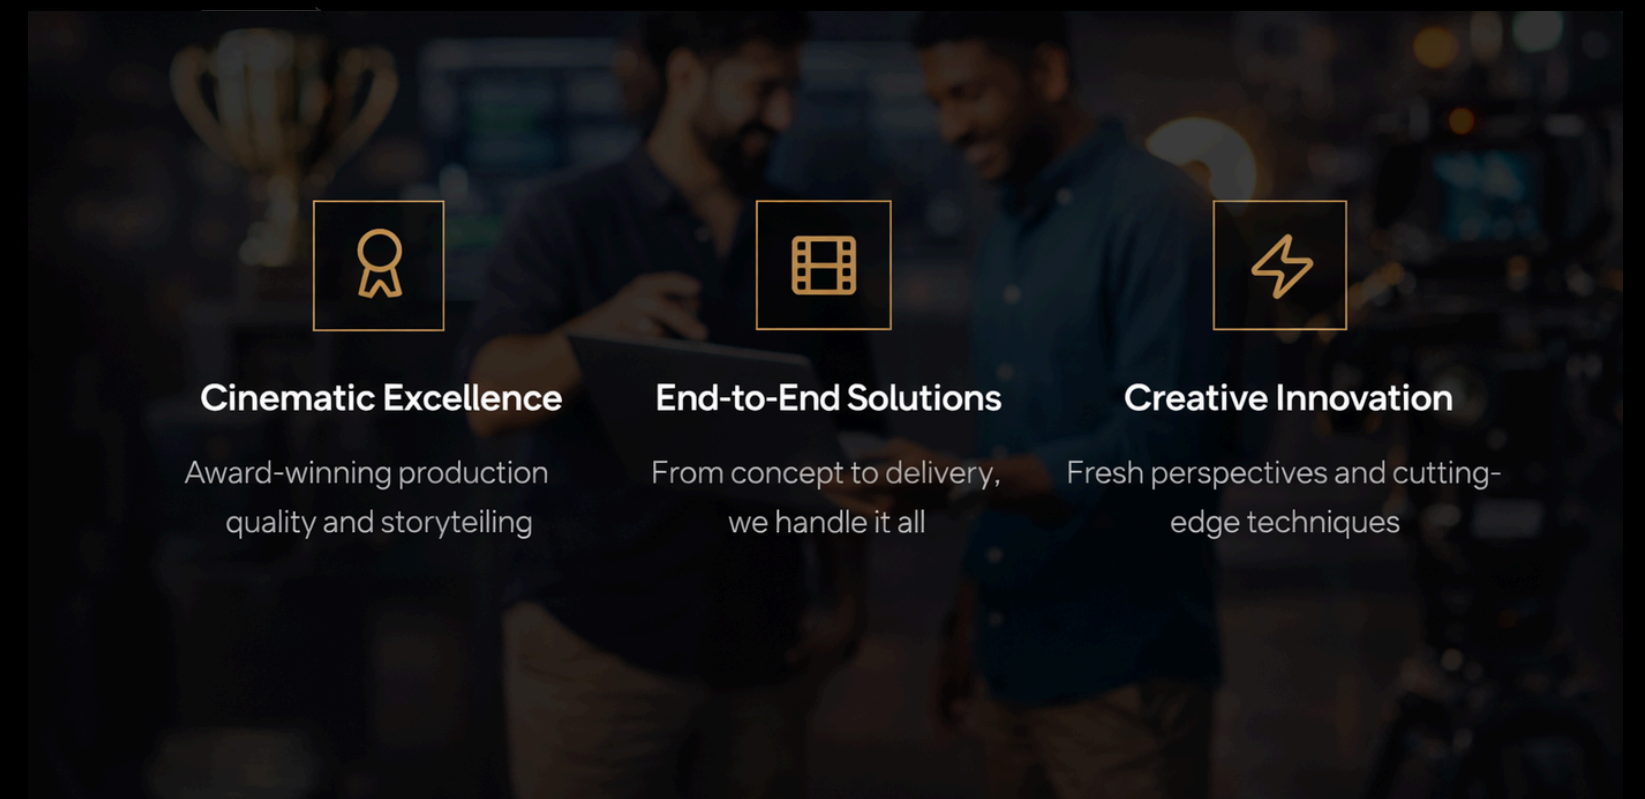 Cinematic Excellence
Award-winning production
quality and storyteiling
End-to-End Solutions
From concept to delivery,
we handle it all
Creative Innovation
Fresh perspectives and cutting-
edge techniques